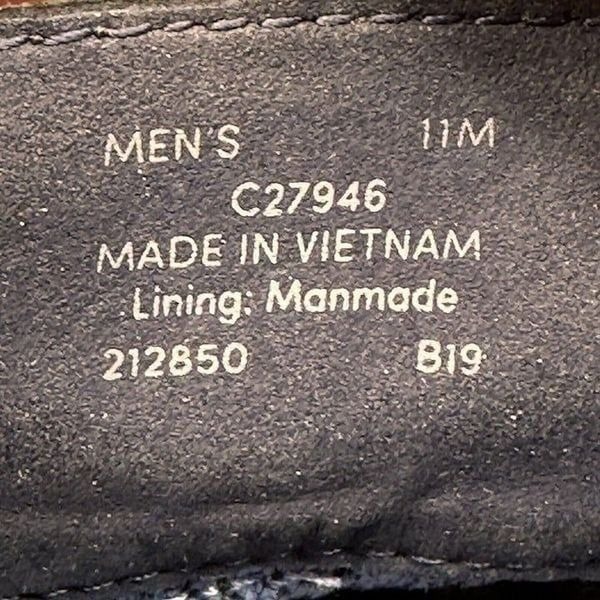 MEN'S 11M
C27946
MADE IN VIETNAM
Lining: Manmade
212850 B19